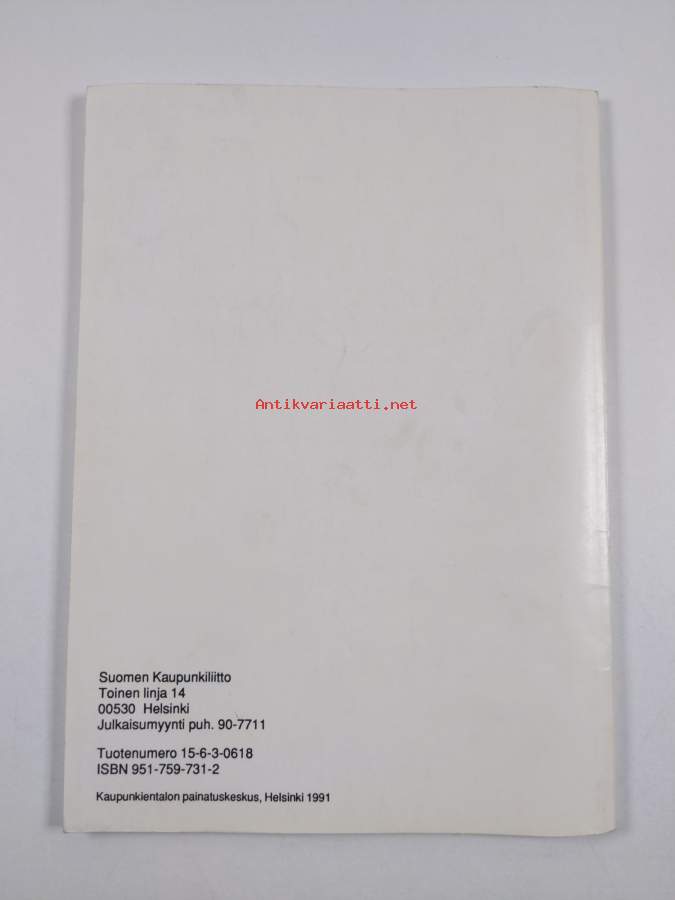 Antikvariaatti.net
Suomen Kaupunkiliitto
Toinen linja 14
00530 Helsinki
Julkaisumyynti puh. 90-7711
Tuotenumero 15-6-3-0618
ISBN 951-759-731-2
Kaupunkientalon painatuskeskus, Helsinki 1991